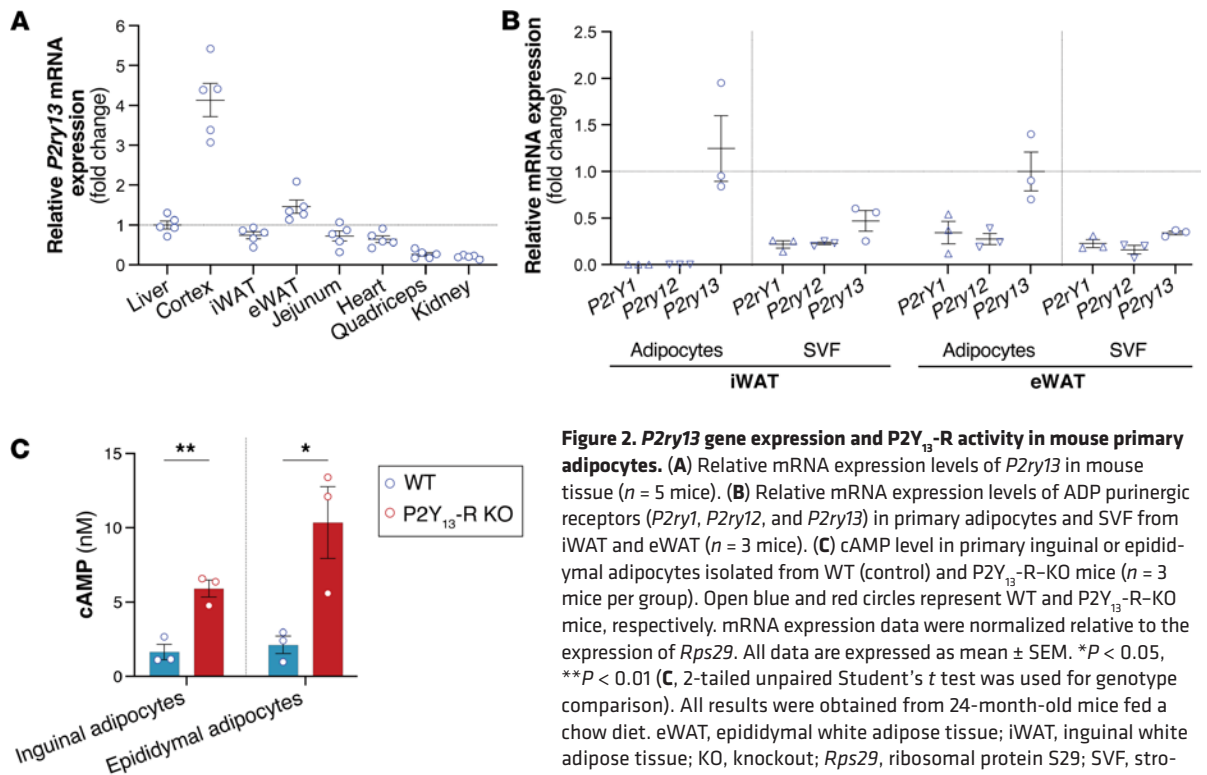 A
Relative P2ry13 mRNA
expression
(fold change)
6
5
4
3
2
1
0
Liver
Cortex
iWAT
eWAT
Jejunum
Heart
Quadriceps
Kidney
B
Relative mRNA expression
(fold change)
2.5
2.0
1.5
1.0
0.5
0.0
P2rY1
P2ry12
P2ry13
P2rY1
P2ry12
P2ry13
P2rY1
P2ry12
P2ry13
P2rY1
P2ry12
P2ry13
Adipocytes
SVF
Adipocytes
SVF
iWAT
eWAT
C
cAMP (nM)
15
10
5
0
**
*
Inguinal adipocytes
Epididymal adipocytes
WT
P2Y₁₃-R KO
Figure 2. P2ry13 gene expression and P2Y₁₃-R activity in mouse primary
adipocytes. (A) Relative mRNA expression levels of P2ry13 in mouse
tissue (n = 5 mice). (B) Relative mRNA expression levels of ADP purinergic
receptors (P2ry1, P2ry12, and P2ry13) in primary adipocytes and SVF from
iWAT and eWAT (n = 3 mice). (C) cAMP level in primary inguinal or epidid-
ymal adipocytes isolated from WT (control) and P2Y₁₃-R–KO mice (n = 3
mice per group). Open blue and red circles represent WT and P2Y₁₃-R–KO
mice, respectively. mRNA expression data were normalized relative to the
expression of Rps29. All data are expressed as mean ± SEM. *P < 0.05,
**P < 0.01 (C, 2-tailed unpaired Student's t test was used for genotype
comparison). All results were obtained from 24-month-old mice fed a
chow diet. eWAT, epididymal white adipose tissue; iWAT, inguinal white
adipose tissue; KO, knockout; Rps29, ribosomal protein S29; SVF, stro-